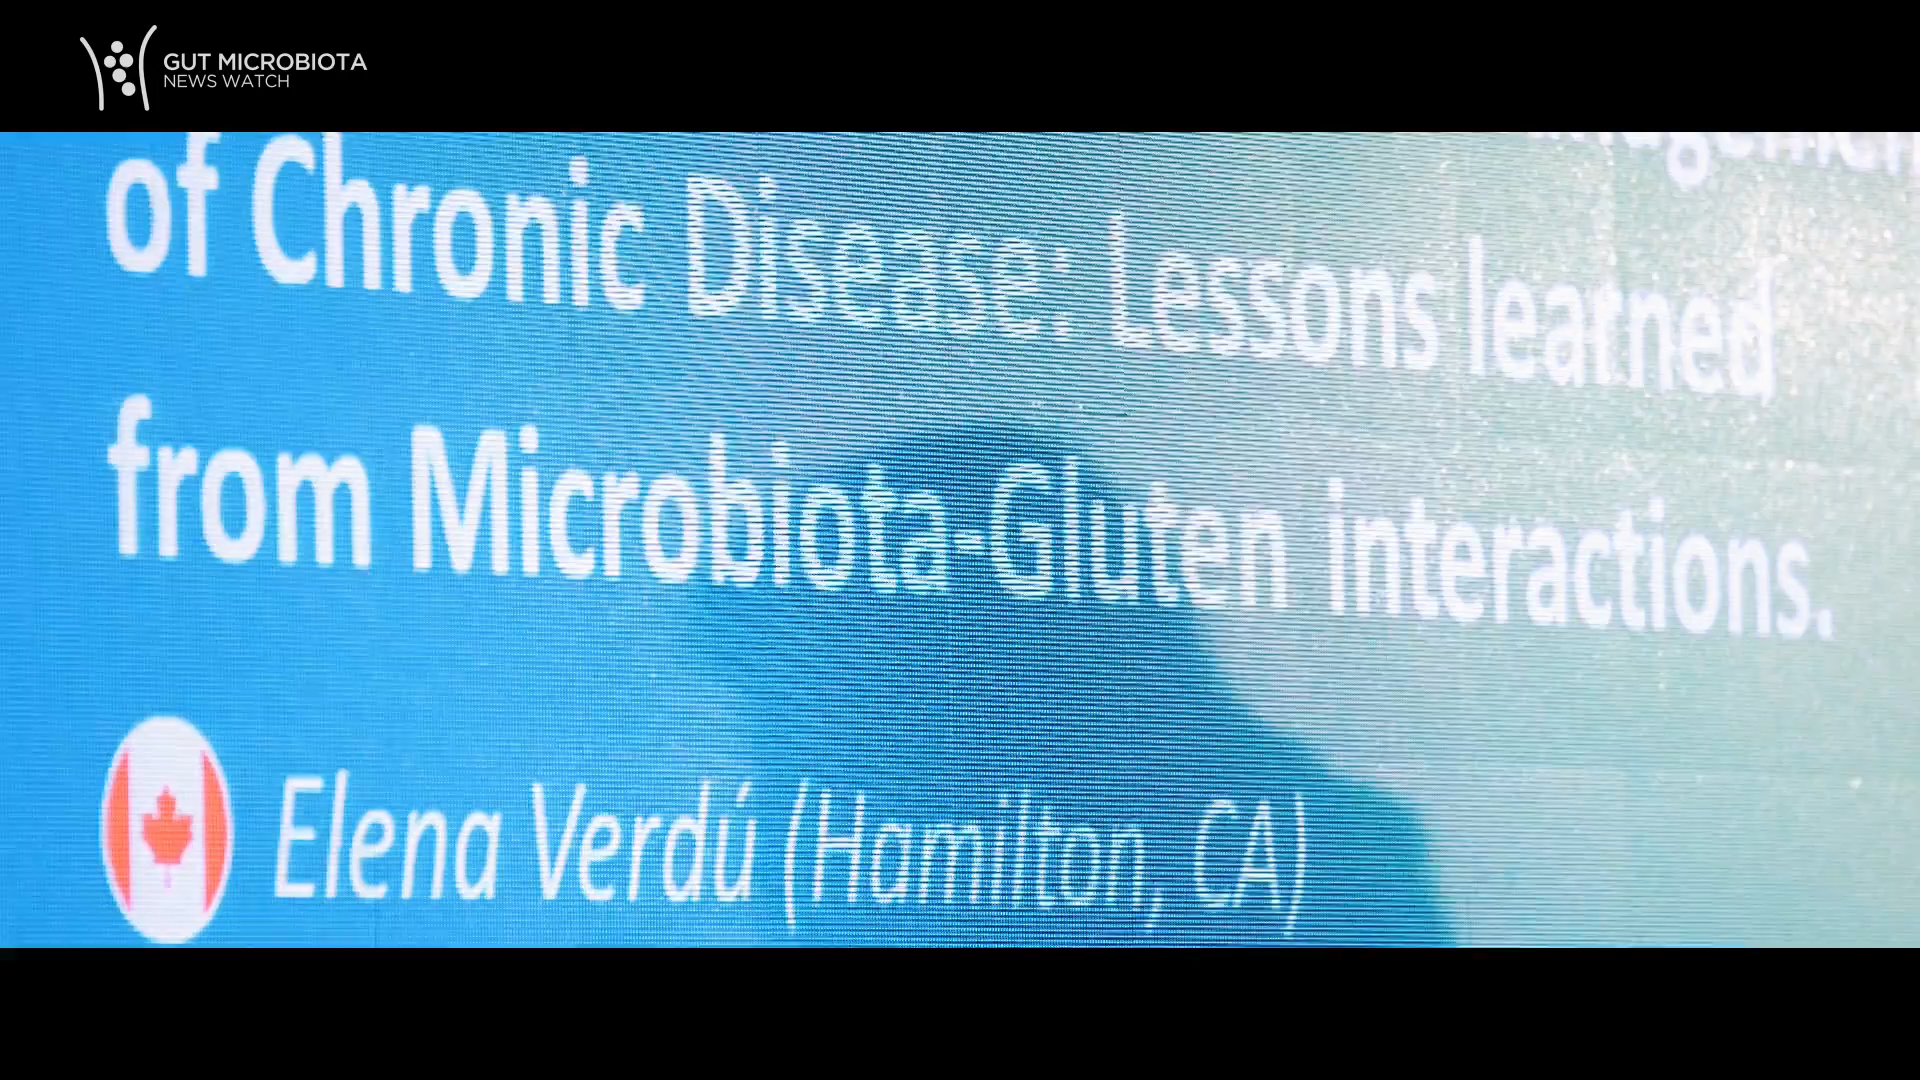 GUT MICROBIOTA
NEWS WATCH
of Chronic Disease: Lessons learned
from Microbiota-Gluten interactions.
Elena Verdú (Hamilton, CA)